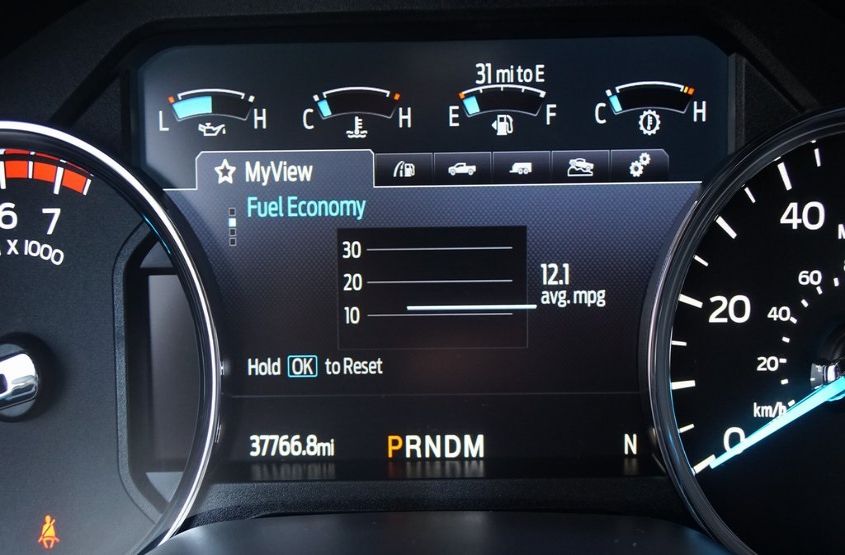 31 mi to E
L H
C H
E F
C H
MyView
Fuel Economy
30
20
10
12.1
avg. mpg
Hold OK to Reset
37766.8mi
PRNDM
N
6 7
X 1000
40
20
0
60
40
20
km/h